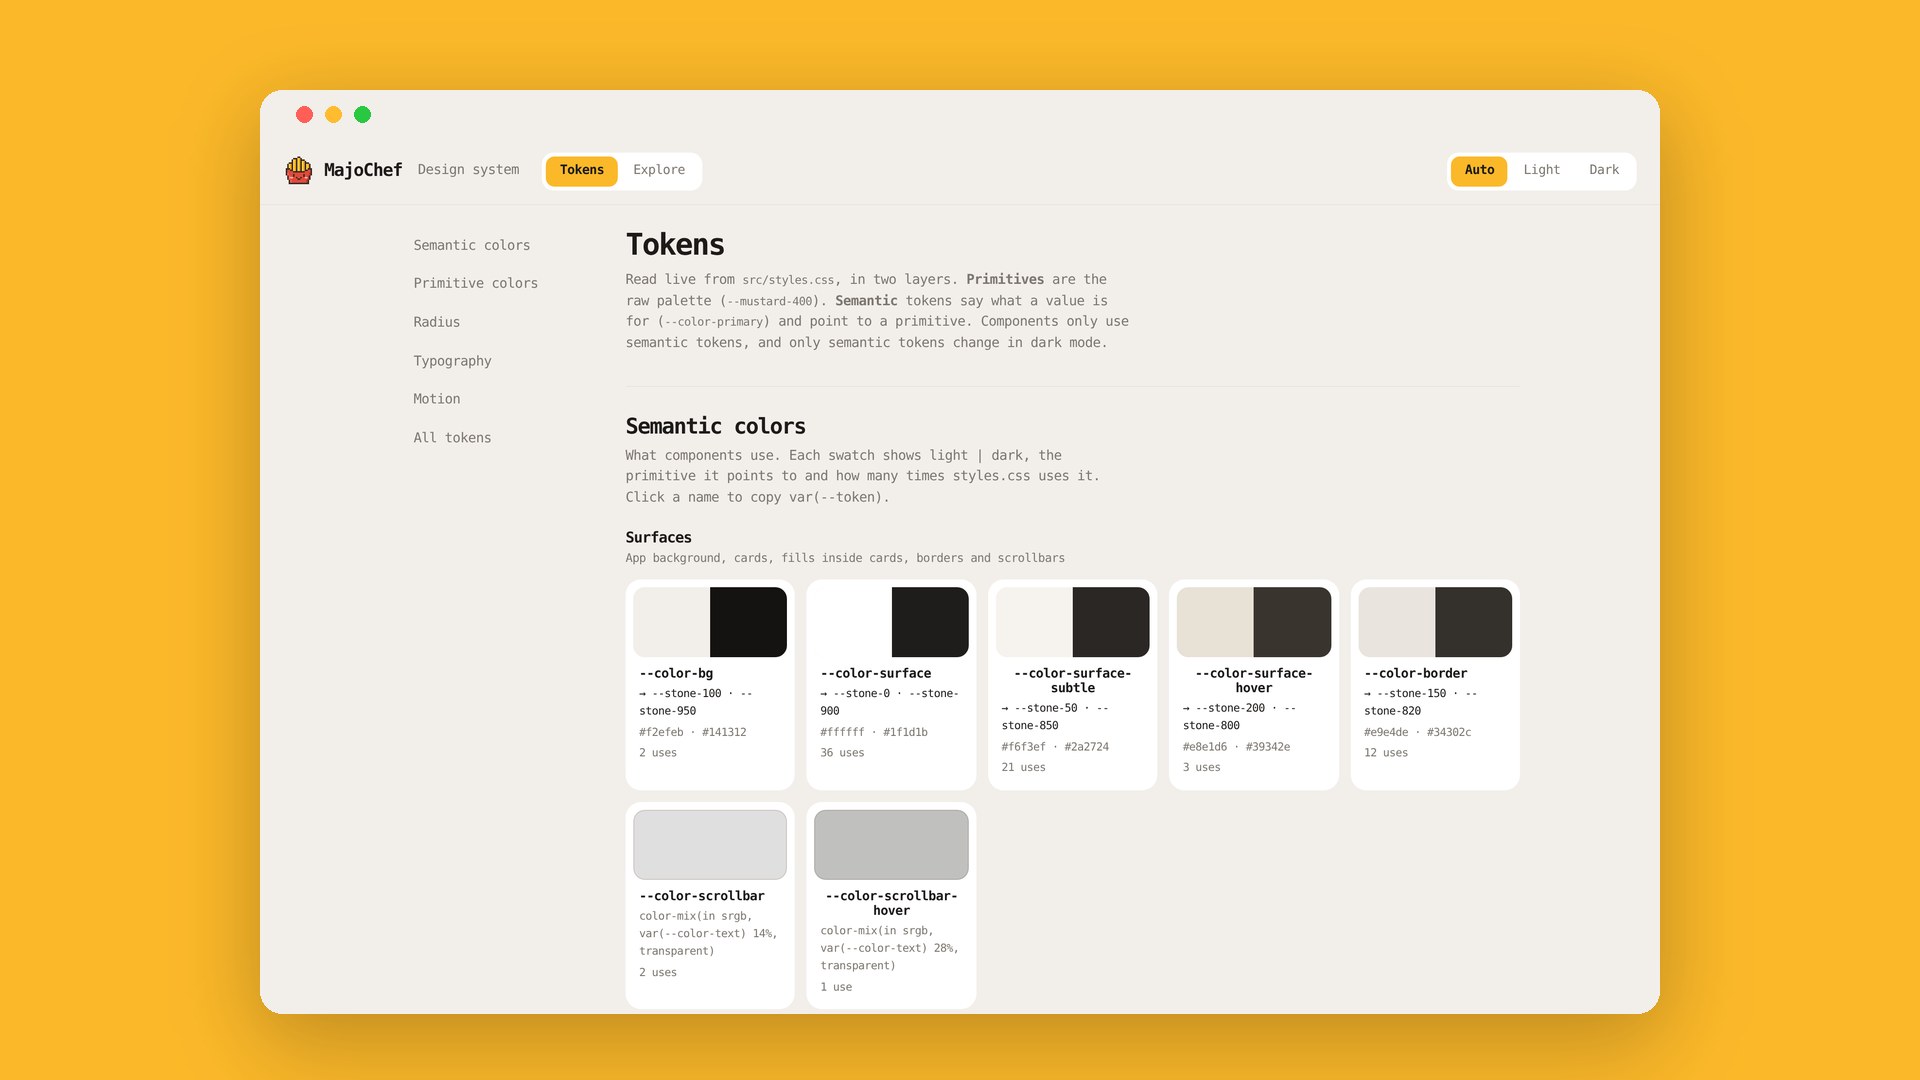 MajoChef Design system Tokens Explore Auto Light Dark
Semantic colors
Primitive colors
Radius
Typography
Motion
All tokens
Tokens
Read live from src/styles.css, in two layers. Primitives are the
raw palette (--mustard-400). Semantic tokens say what a value is
for (--color-primary) and point to a primitive. Components only use
semantic tokens, and only semantic tokens change in dark mode.
Semantic colors
What components use. Each swatch shows light | dark, the
primitive it points to and how many times styles.css uses it.
Click a name to copy var(--token).
Surfaces
App background, cards, fills inside cards, borders and scrollbars
--color-bg
→ --stone-100 · --
stone-950
#f2efeb · #141312
2 uses
--color-surface
→ --stone-0 · --stone-
900
#ffffff · #1f1d1b
36 uses
--color-surface-
subtle
→ --stone-50 · --
stone-850
#f6f3ef · #2a2724
21 uses
--color-surface-
hover
→ --stone-200 · --
stone-800
#e8e1d6 · #39342e
3 uses
--color-border
→ --stone-150 · --
stone-820
#e9e4de · #34302c
12 uses
--color-scrollbar
color-mix(in srgb,
var(--color-text) 14%,
transparent)
2 uses
--color-scrollbar-
hover
color-mix(in srgb,
var(--color-text) 28%,
transparent)
1 use